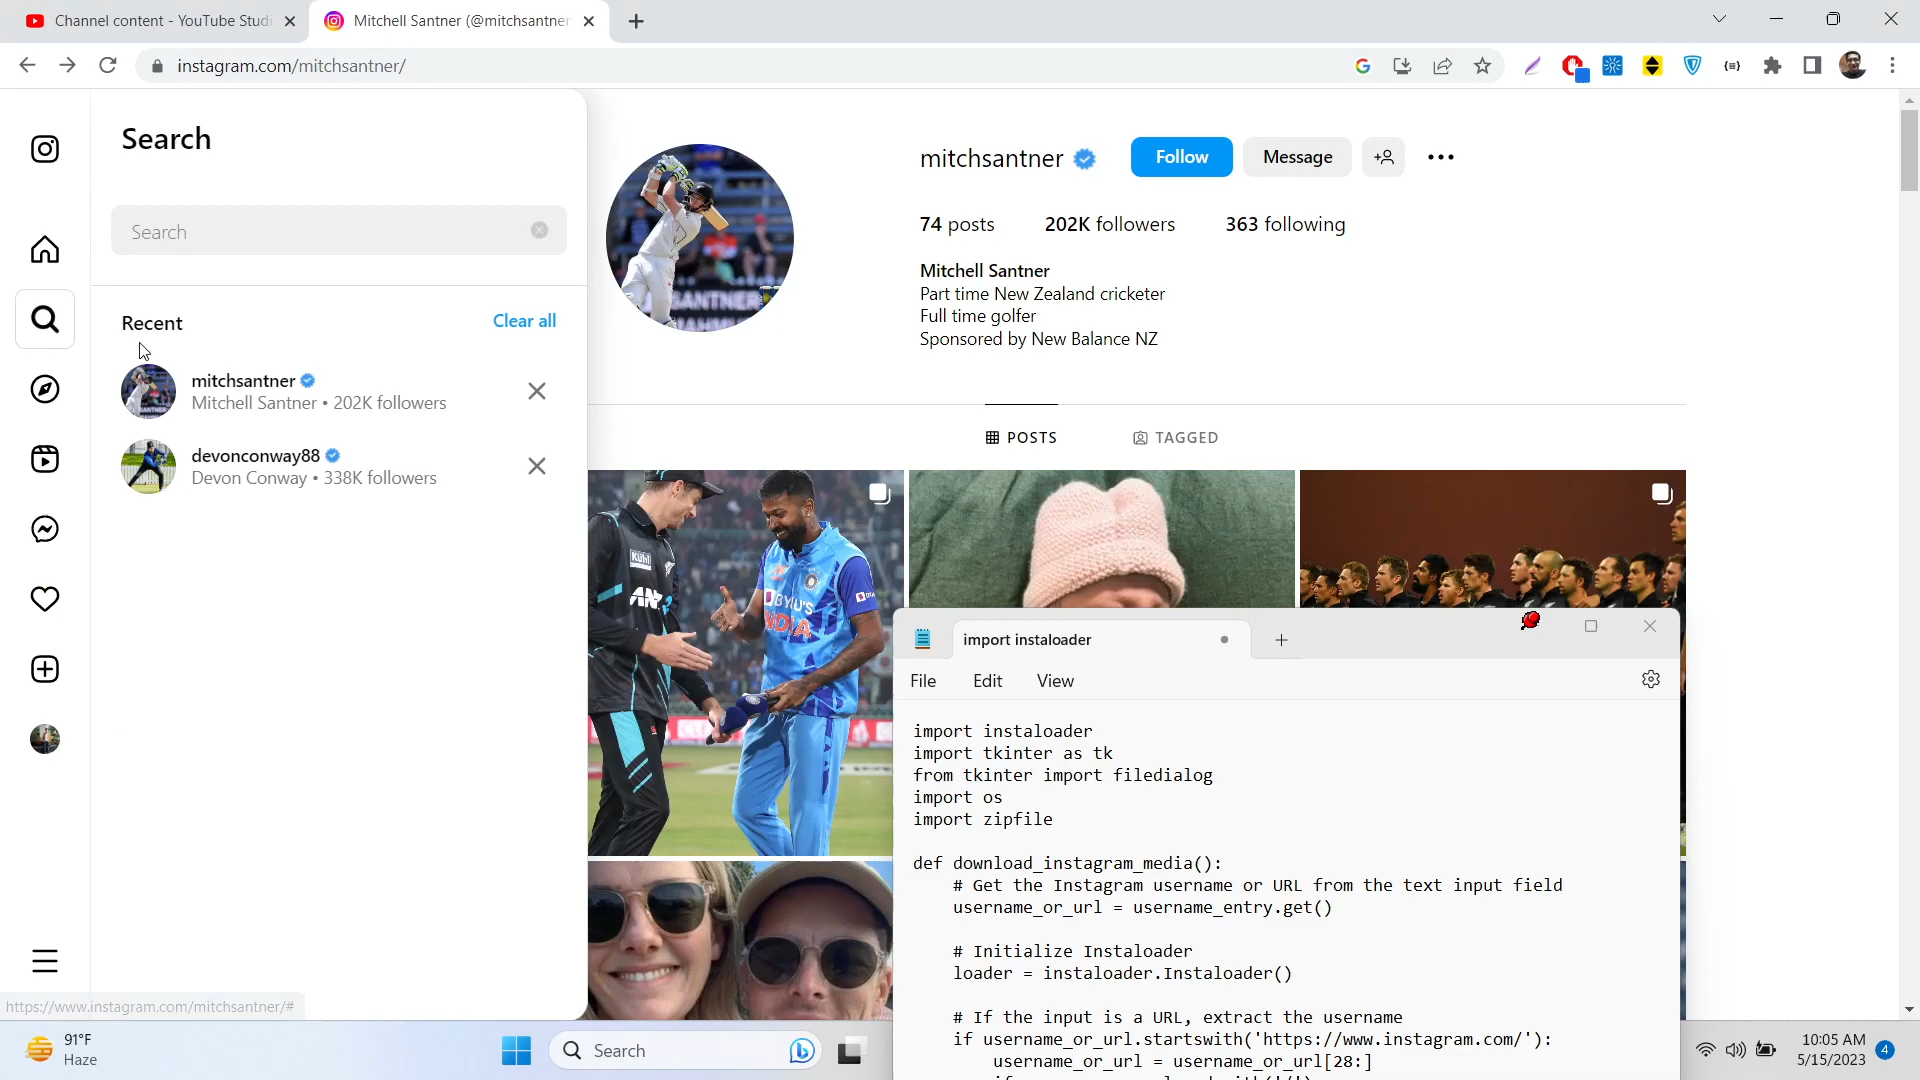 Channel content - YouTube Studi
Mitchell Santner (@mitchsantner
instagram.com/mitchsantner/
Search
Search
Recent
Clear all
mitchsantner
Mitchell Santner • 202K followers
devonconway88
Devon Conway • 338K followers
mitchsantner
Follow
Message
74 posts
202K followers
363 following
Mitchell Santner
Part time New Zealand cricketer
Full time golfer
Sponsored by New Balance NZ
POSTS
TAGGED
Kühl
ANZ
BYJU'S
INDIA
SANTNER
import instaloader
File
Edit
View
import instaloader
import tkinter as tk
from tkinter import filedialog
import os
import zipfile
def download_instagram_media():
# Get the Instagram username or URL from the text input field
username_or_url = username_entry.get()
# Initialize Instaloader
loader = instaloader.Instaloader()
# If the input is a URL, extract the username
if username_or_url.startswith('https://www.instagram.com/'):
username_or_url = username_or_url[28:]
https://www.instagram.com/mitchsantner/#
91°F
Haze
Search
10:05 AM
5/15/2023
4